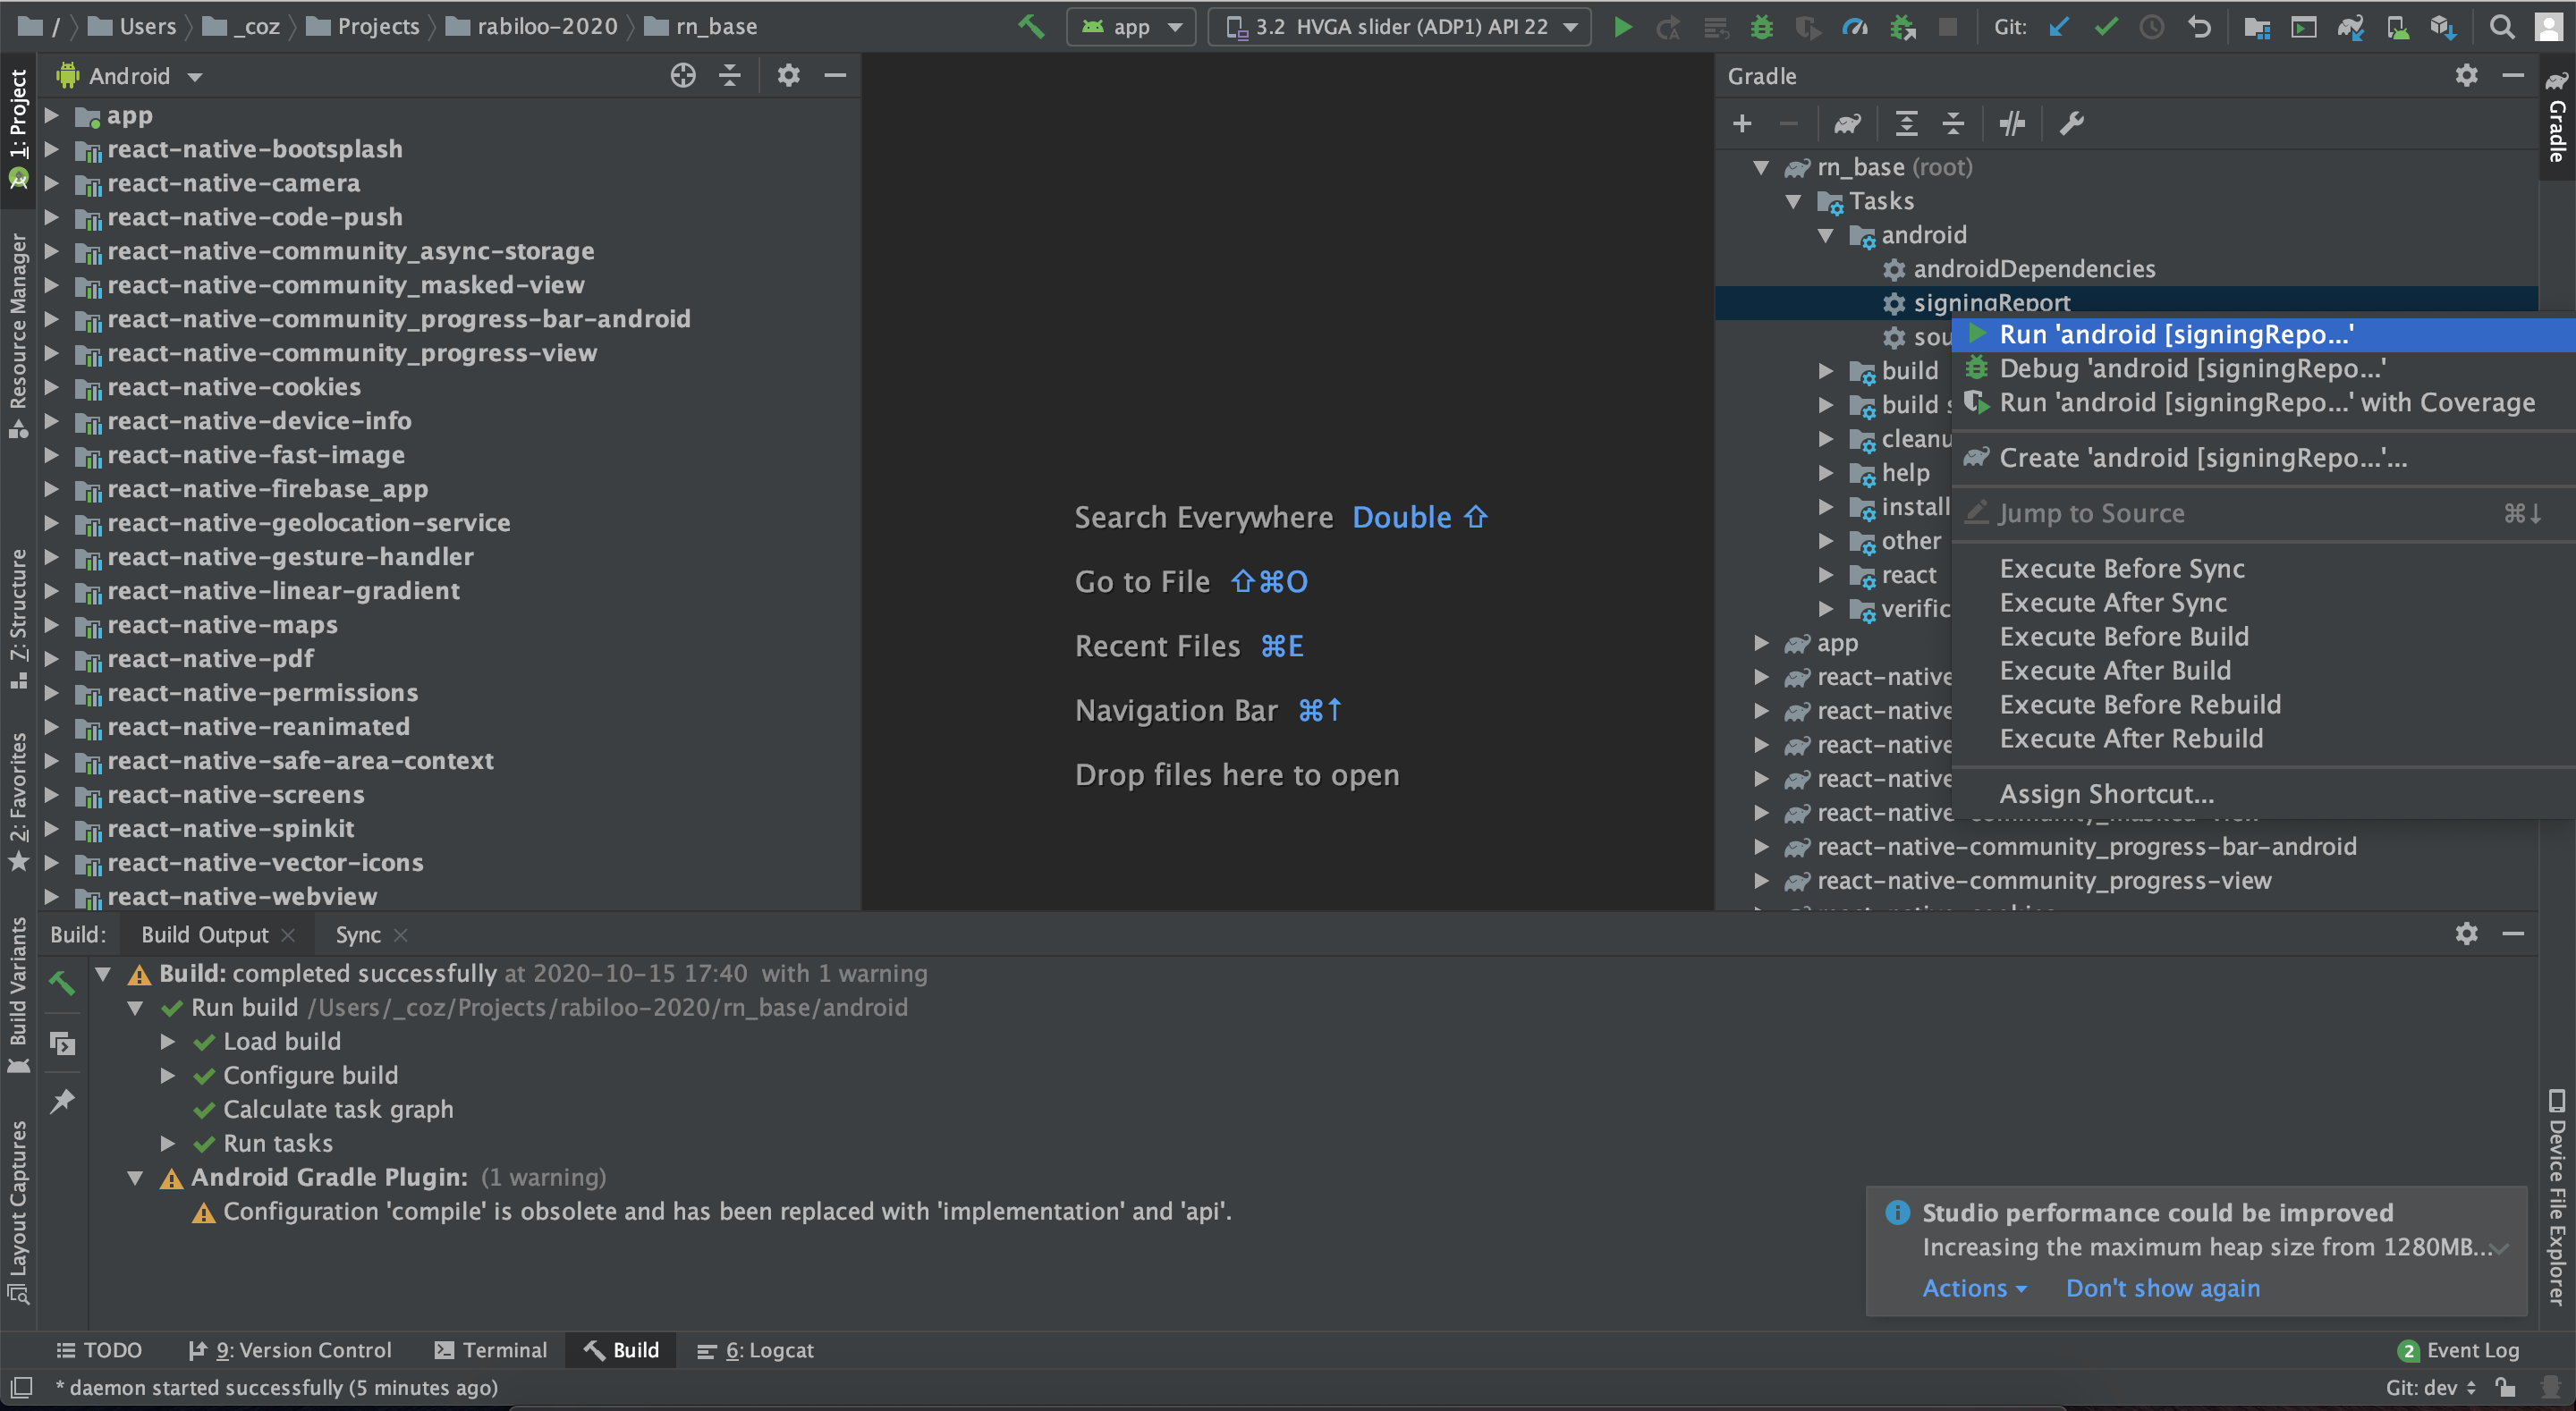 / Users _coz Projects rabiloo-2020 rn_base
app
3.2 HVGA slider (ADP1) API 22
Git:
1: Project
Resource Manager
Z: Structure
2: Favorites
Build Variants
Layout Captures
Android
app
react-native-bootsplash
react-native-camera
react-native-code-push
react-native-community_async-storage
react-native-community_masked-view
react-native-community_progress-bar-android
react-native-community_progress-view
react-native-cookies
react-native-device-info
react-native-fast-image
react-native-firebase_app
react-native-geolocation-service
react-native-gesture-handler
react-native-linear-gradient
react-native-maps
react-native-pdf
react-native-permissions
react-native-reanimated
react-native-safe-area-context
react-native-screens
react-native-spinkit
react-native-vector-icons
react-native-webview
Search Everywhere Double ⇧
Go to File ⇧⌘O
Recent Files ⌘E
Navigation Bar ⌘↑
Drop files here to open
Gradle
rn_base (root)
Tasks
android
androidDependencies
signingReport
sou
build
build s
cleanu
help
install
other
react
verific
app
react-native
react-native
react-native
react-native
react-native-community_masked-view
react-native-community_progress-bar-android
react-native-community_progress-view
Run 'android [signingRepo...'
Debug 'android [signingRepo...'
Run 'android [signingRepo...' with Coverage
Create 'android [signingRepo...'...
Jump to Source ⌘↓
Execute Before Sync
Execute After Sync
Execute Before Build
Execute After Build
Execute Before Rebuild
Execute After Rebuild
Assign Shortcut...
Gradle
Device File Explorer
Build: Build Output Sync
Build: completed successfully at 2020-10-15 17:40 with 1 warning
Run build /Users/_coz/Projects/rabiloo-2020/rn_base/android
Load build
Configure build
Calculate task graph
Run tasks
Android Gradle Plugin: (1 warning)
Configuration 'compile' is obsolete and has been replaced with 'implementation' and 'api'.
Studio performance could be improved
Increasing the maximum heap size from 1280MB...
Actions Don't show again
TODO 9: Version Control Terminal Build 6: Logcat
2 Event Log
* daemon started successfully (5 minutes ago)
Git: dev